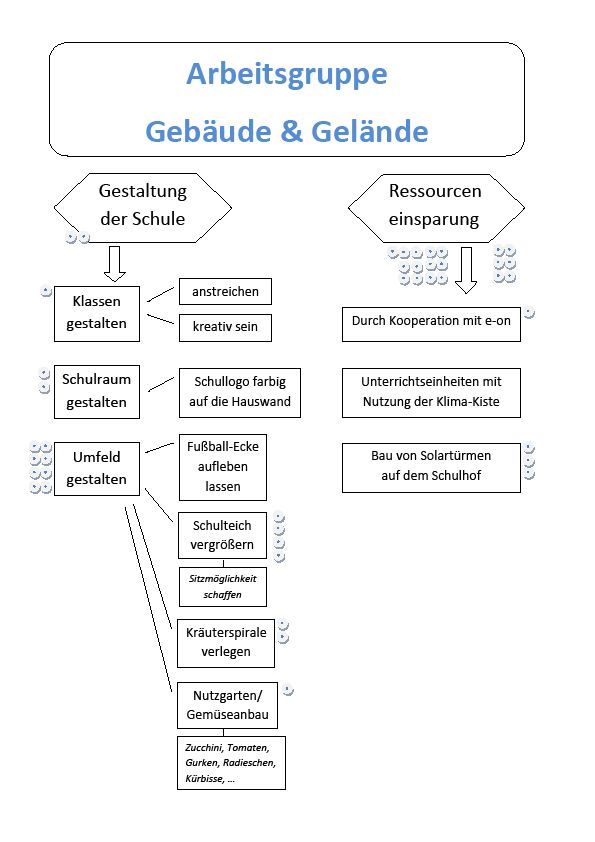 Arbeitsgruppe
Gebäude & Gelände
Gestaltung
der Schule
Klassen
gestalten
anstreichen
kreativ sein
Schulraum
gestalten
Schullogo farbig
auf die Hauswand
Umfeld
gestalten
Fußball-Ecke
aufleben
lassen
Schulteich
vergrößern
Sitzmöglichkeit
schaffen
Kräuterspirale
verlegen
Nutzgarten/
Gemüseanbau
Zucchini, Tomaten,
Gurken, Radieschen,
Kürbisse, ...
Ressourcen
einsparung
Durch Kooperation mit e-on
Unterrichtseinheiten mit
Nutzung der Klima-Kiste
Bau von Solartürmen
auf dem Schulhof